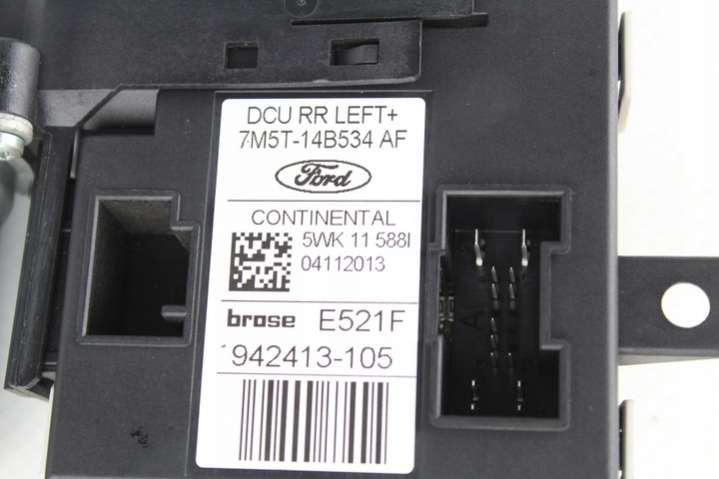 DCU RR LEFT+
7M5T-14B534 AF
Ford
CONTINENTAL
5WK 11 588I
04112013
brose E521F
942413-105